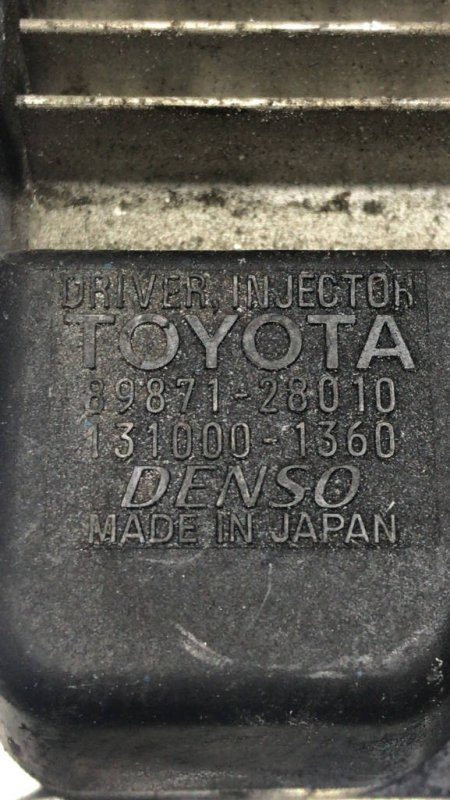 DRIVER, INJECTOR
TOYOTA
89871-28010
131000-1360
DENSO
MADE IN JAPAN